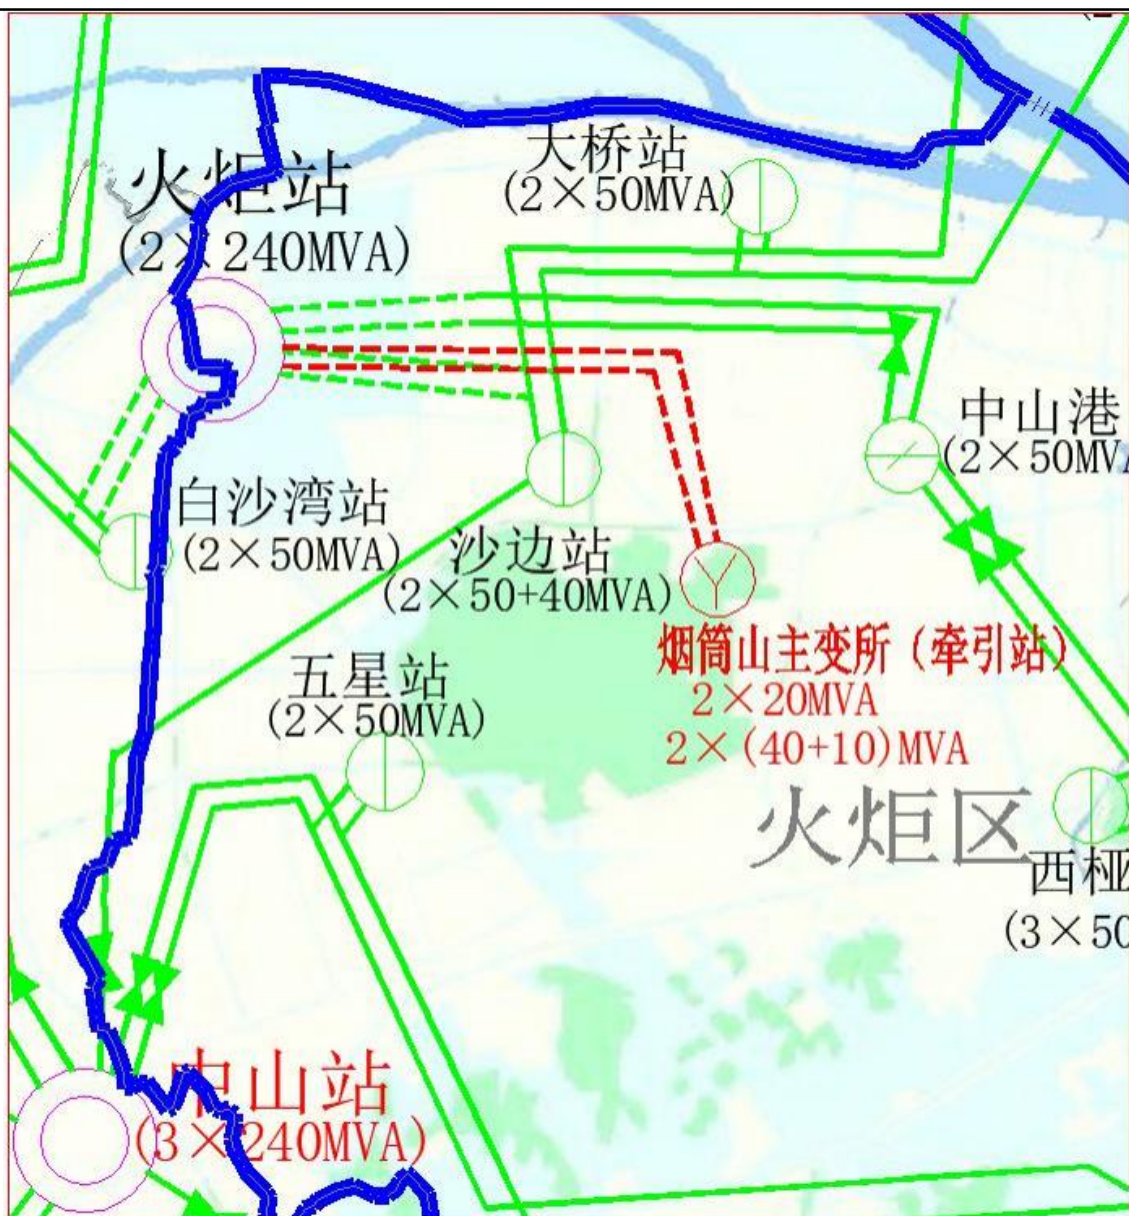 大桥站
(2×50MVA)
火炬站
(2×240MVA)
中山港
(2×50MVA
白沙湾站
(2×50MVA)
沙边站
(2×50+40MVA)
烟筒山主变所（牵引站）
2×20MVA
2×(40+10)MVA
五星站
(2×50MVA)
火炬区
西桠
(3×50
中山站
(3×240MVA)